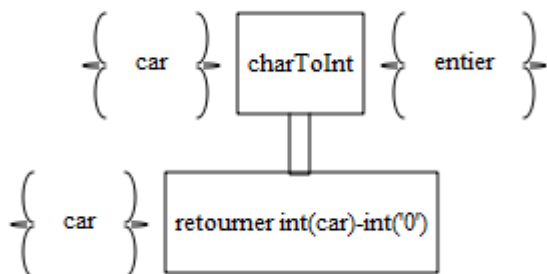 car
charToInt
entier
car
retourner int(car)-int('0')